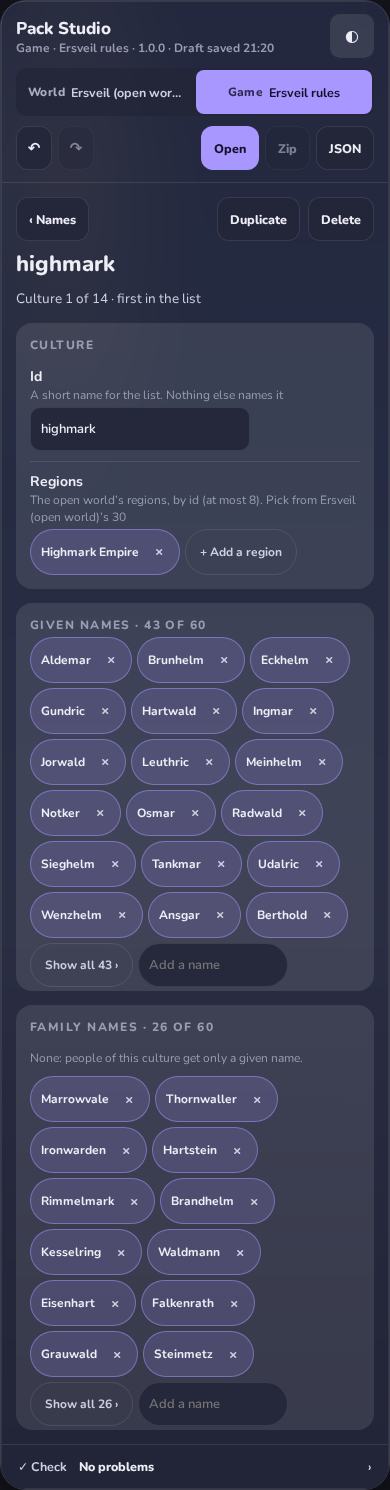 Pack Studio
Game · Ersveil rules · 1.0.0 · Draft saved 21:20
World Ersveil (open wor...
Game Ersveil rules
Open Zip JSON
‹ Names Duplicate Delete
highmark
Culture 1 of 14 · first in the list
CULTURE
Id
A short name for the list. Nothing else names it
highmark
Regions
The open world's regions, by id (at most 8). Pick from Ersveil
(open world)'s 30
Highmark Empire × + Add a region
GIVEN NAMES · 43 OF 60
Aldemar × Brunhelm × Eckhelm ×
Gundric × Hartwald × Ingmar ×
Jorwald × Leuthric × Meinhelm ×
Notker × Osmar × Radwald ×
Sieghelm × Tankmar × Udalric ×
Wenzhelm × Ansgar × Berthold ×
Show all 43 › Add a name
FAMILY NAMES · 26 OF 60
None: people of this culture get only a given name.
Marrowvale × Thornwaller ×
Ironwarden × Hartstein ×
Rimmelmark × Brandhelm ×
Kesselring × Waldmann ×
Eisenhart × Falkenrath ×
Grauwald × Steinmetz ×
Show all 26 › Add a name
✓ Check No problems ›